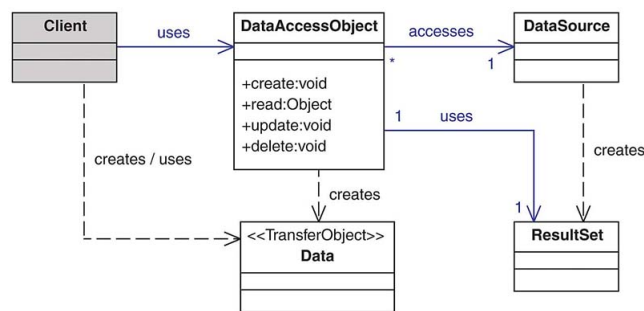 Client
uses
DataAccessObject
accesses
DataSource
*
1
+create:void
+read:Object
+update:void
+delete:void
1
uses
creates / uses
creates
creates
1
<<TransferObject>>
Data
ResultSet